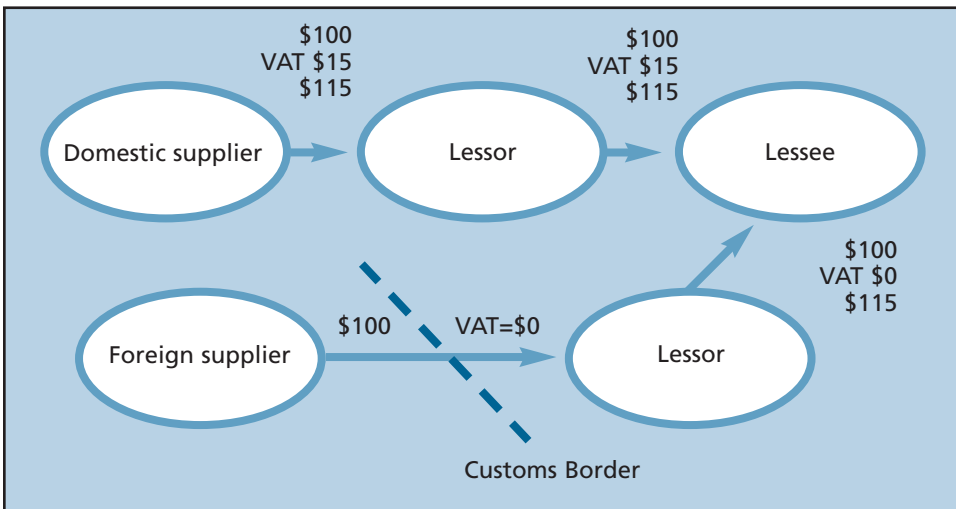 $100
VAT $15
$115
$100
VAT $15
$115
Domestic supplier
Lessor
Lessee
$100
VAT $0
$115
$100
VAT=$0
Foreign supplier
Lessor
Customs Border